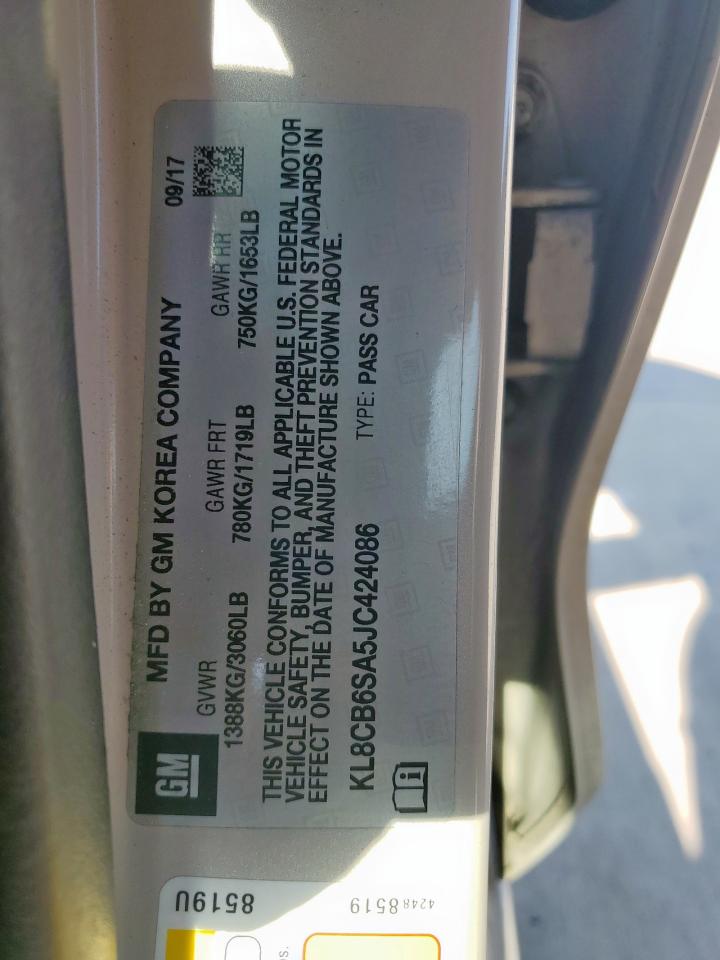 GM
MFD BY GM KOREA COMPANY 09/17
GVWR GAWR FRT GAWR RR
1388KG/3060LB 780KG/1719LB 750KG/1653LB
THIS VEHICLE CONFORMS TO ALL APPLICABLE U.S. FEDERAL MOTOR
VEHICLE SAFETY, BUMPER, AND THEFT PREVENTION STANDARDS IN
EFFECT ON THE DATE OF MANUFACTURE SHOWN ABOVE.
KL8CB6SA5JC424086 TYPE: PASS CAR
4248 8519
8519U